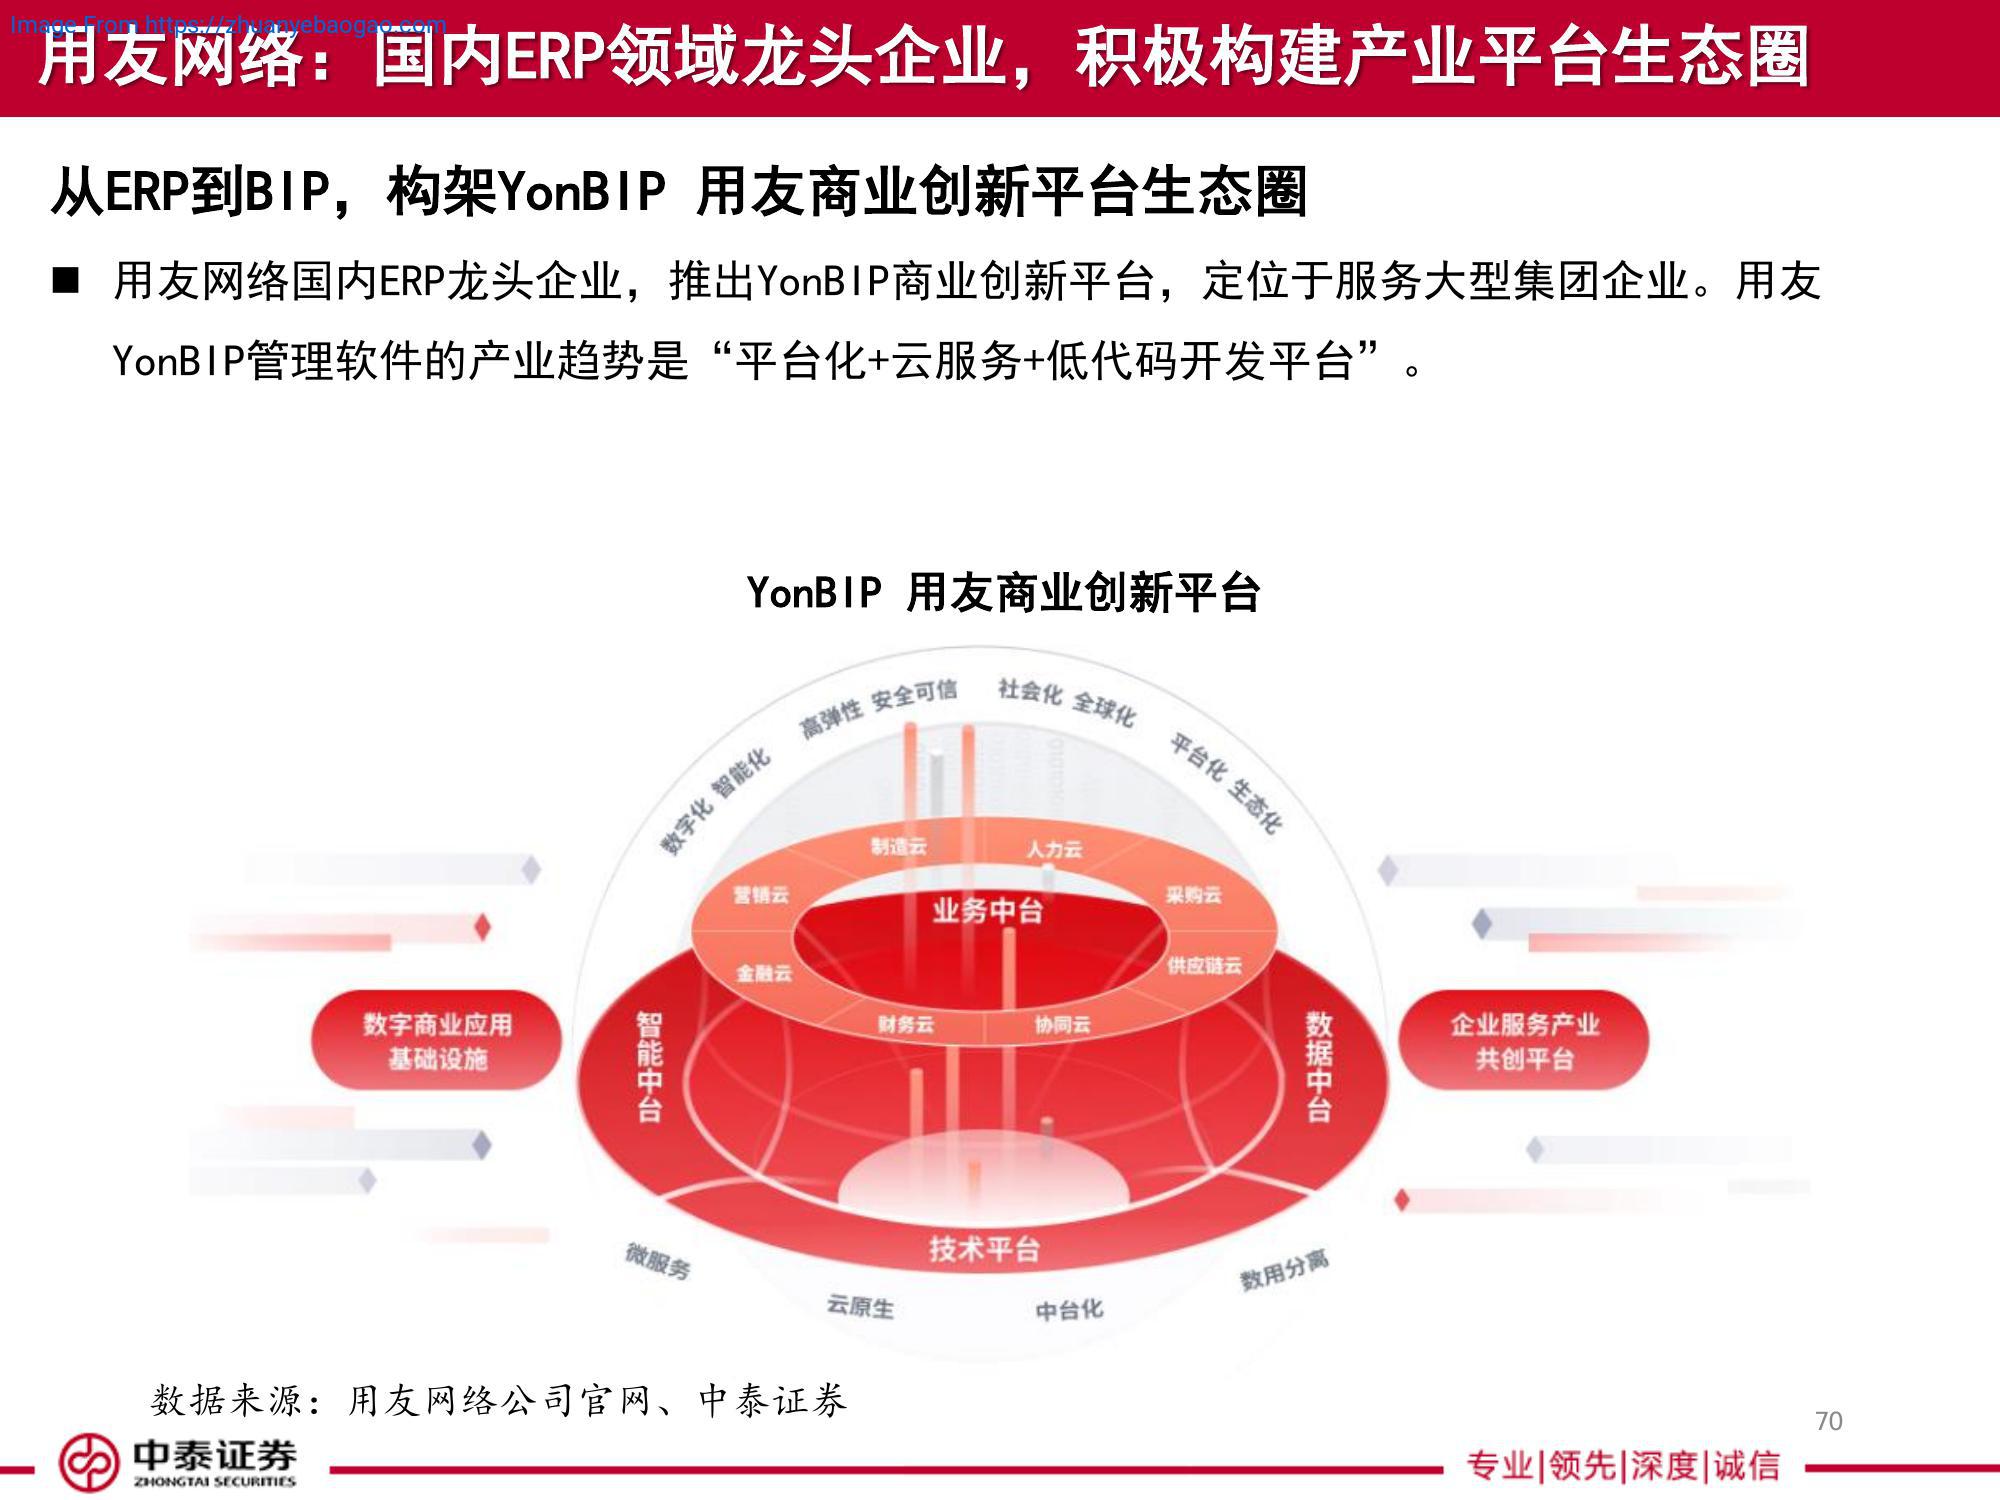 Image From https://zhuanyebaogao.com
用友网络：国内ERP领域龙头企业，积极构建产业平台生态圈
从ERP到BIP，构架YonBIP 用友商业创新平台生态圈
■ 用友网络国内ERP龙头企业，推出YonBIP商业创新平台，定位于服务大型集团企业。用友
YonBIP管理软件的产业趋势是“平台化+云服务+低代码开发平台”。
YonBIP 用友商业创新平台
数字化 智能化 高弹性 安全可信 社会化 全球化 平台化 生态化
制造云 人力云
营销云 采购云
业务中台
金融云 供应链云
财务云 协同云
数字商业应用
基础设施
智能中台
数据中台
企业服务产业
共创平台
技术平台
微服务 云原生 中台化 数用分离
数据来源：用友网络公司官网、中泰证券
70
中泰证券
ZHONGTAI SECURITIES
专业|领先|深度|诚信